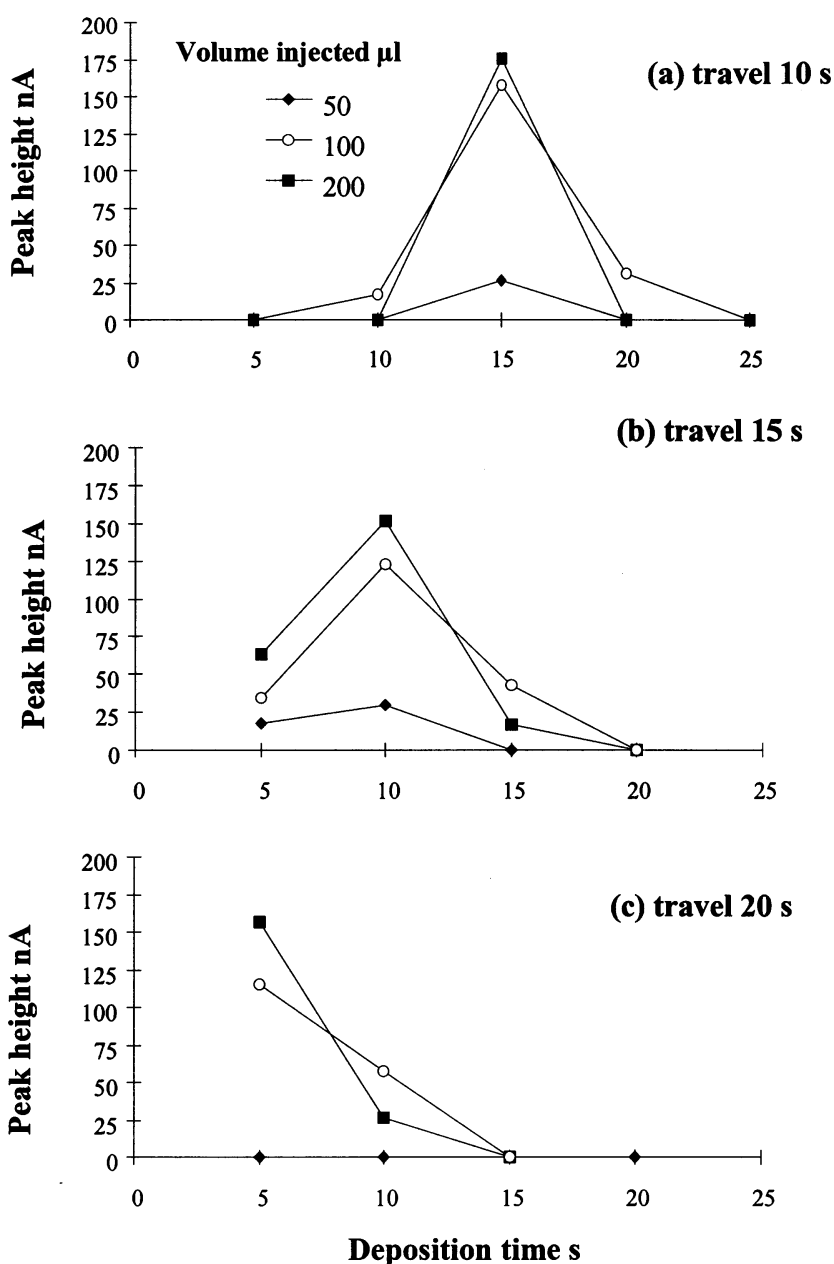 200
175
150
125
100
75
50
25
0
Peak height nA
Volume injected µl
50
100
200
(a) travel 10 s
0 5 10 15 20 25
(b) travel 15 s
200
175
150
125
100
75
50
25
0
Peak height nA
0 5 10 15 20 25
200
175
150
125
100
75
50
25
0
Peak height nA
(c) travel 20 s
0 5 10 15 20 25
Deposition time s